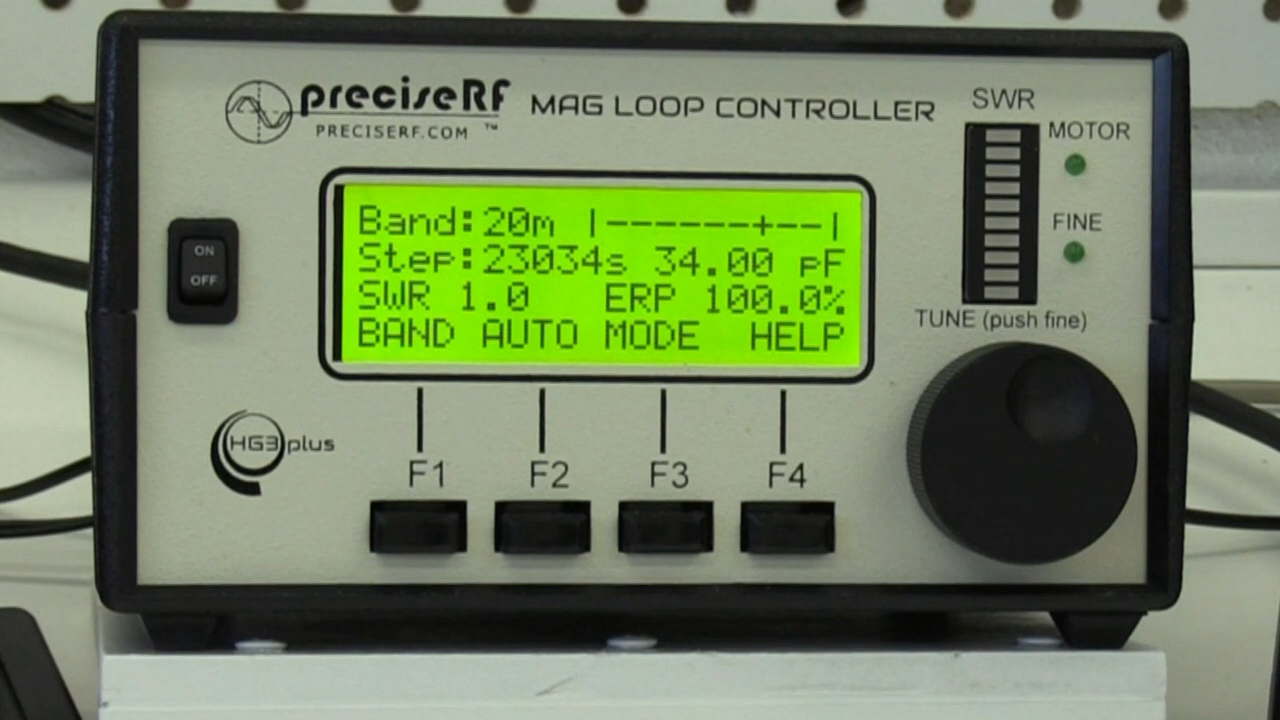 preciseRF
PRECISERF.COM ™
MAG LOOP CONTROLLER
SWR
MOTOR
FINE
TUNE (push fine)
ON
OFF
Band:20m |------+--|
Step:23034s 34.00 pF
SWR 1.0 ERP 100.0%
BAND AUTO MODE HELP
HG3plus
F1 F2 F3 F4